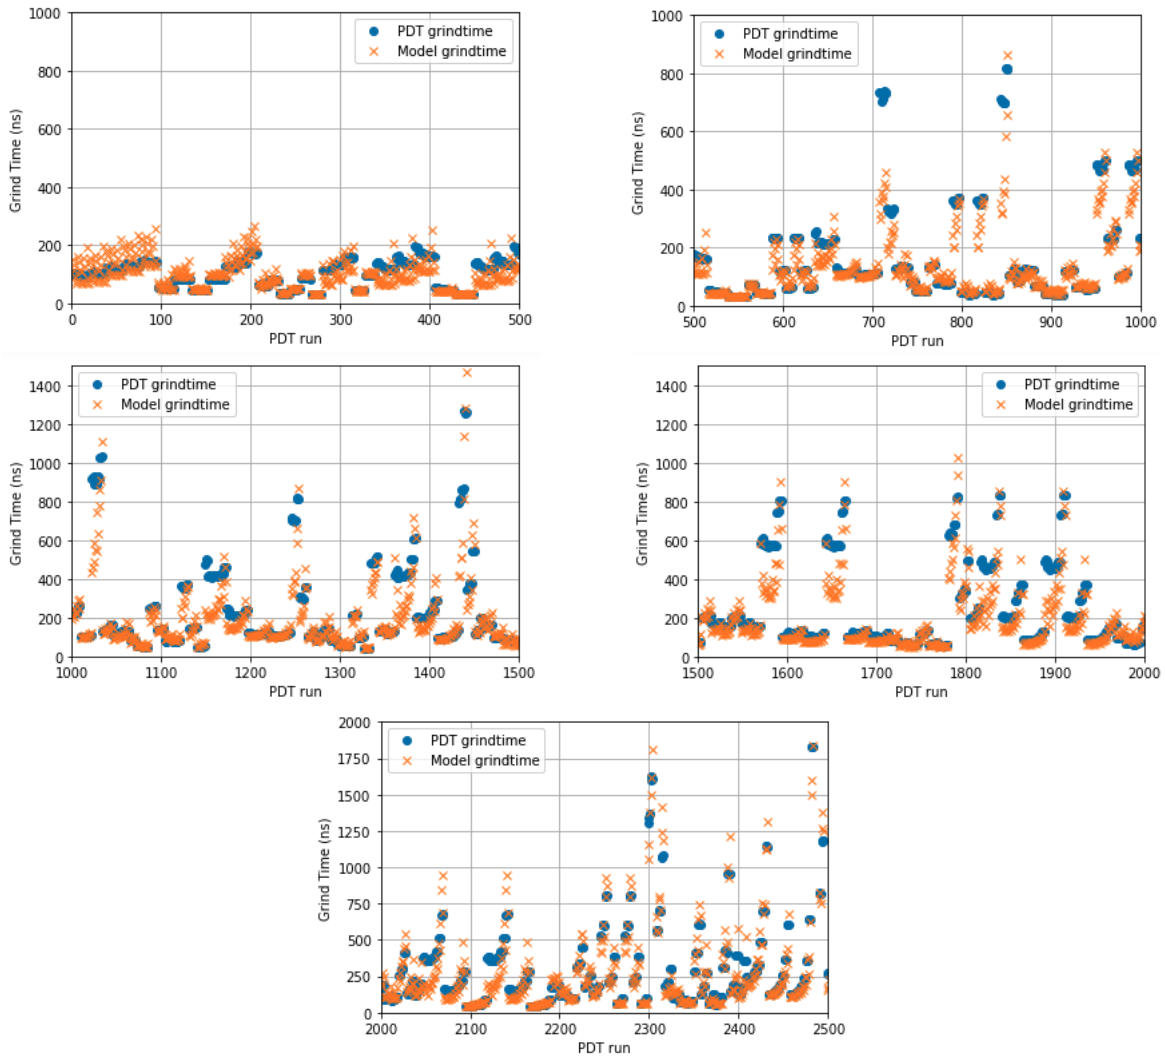 1000
800
600
400
200
0
Grind Time (ns)
PDT grindtime
Model grindtime
0 100 200 300 400 500
PDT run
1000
800
600
400
200
0
Grind Time (ns)
PDT grindtime
Model grindtime
500 600 700 800 900 1000
PDT run
1400
1200
1000
800
600
400
200
0
Grind Time (ns)
PDT grindtime
Model grindtime
1000 1100 1200 1300 1400 1500
PDT run
1400
1200
1000
800
600
400
200
0
Grind Time (ns)
PDT grindtime
Model grindtime
1500 1600 1700 1800 1900 2000
PDT run
2000
1750
1500
1250
1000
750
500
250
0
Grind Time (ns)
PDT grindtime
Model grindtime
2000 2100 2200 2300 2400 2500
PDT run